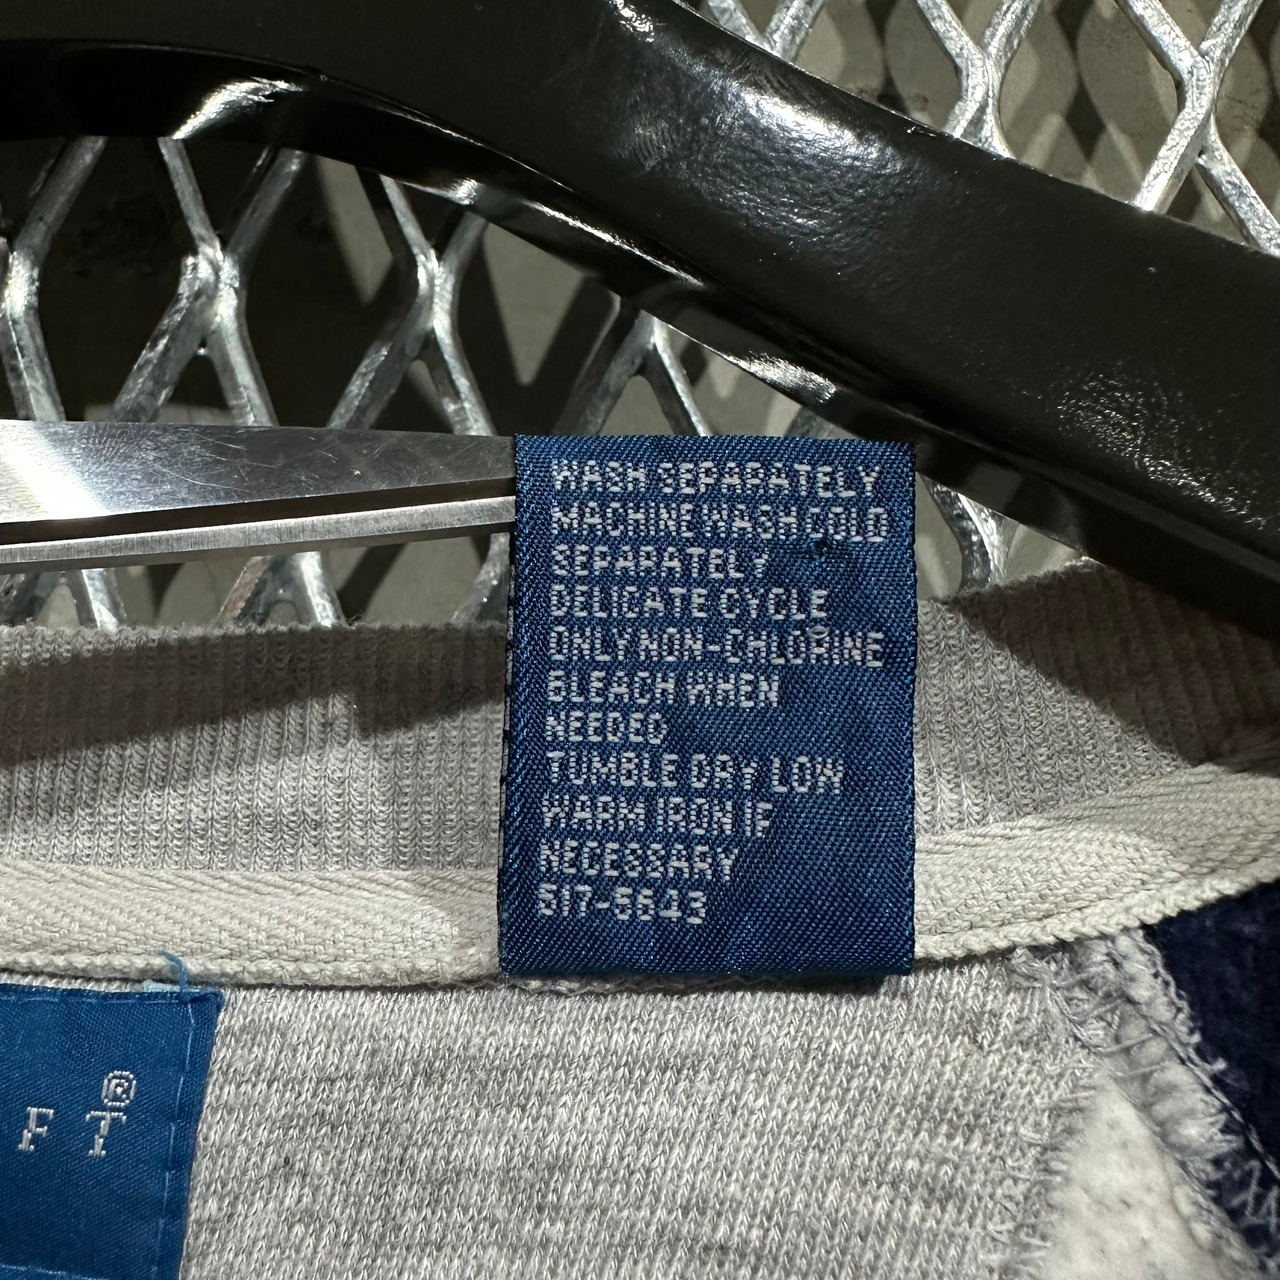 WASH SEPARATELY
MACHINE WASH COLD
SEPARATELY
DELICATE CYCLE
ONLY NON-CHLORINE
BLEACH WHEN
NEEDED
TUMBLE DRY LOW
WARM IRON IF
NECESSARY
517-5643
F T®